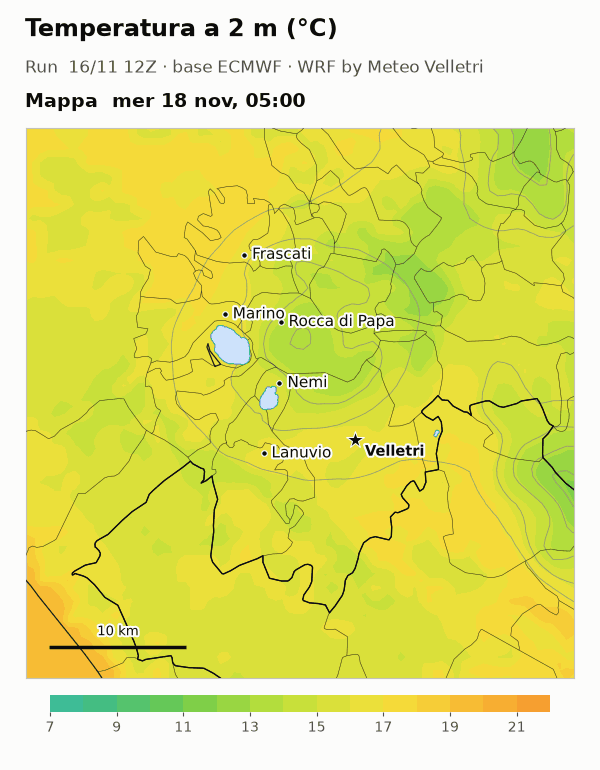 Temperatura a 2 m (°C)
Run  16/11 12Z · base ECMWF · WRF by Meteo Velletri
Mappa  mer 18 nov, 05:00
Frascati
Marino
Rocca di Papa
Nemi
Velletri
Lanuvio
10 km
7 9 11 13 15 17 19 21